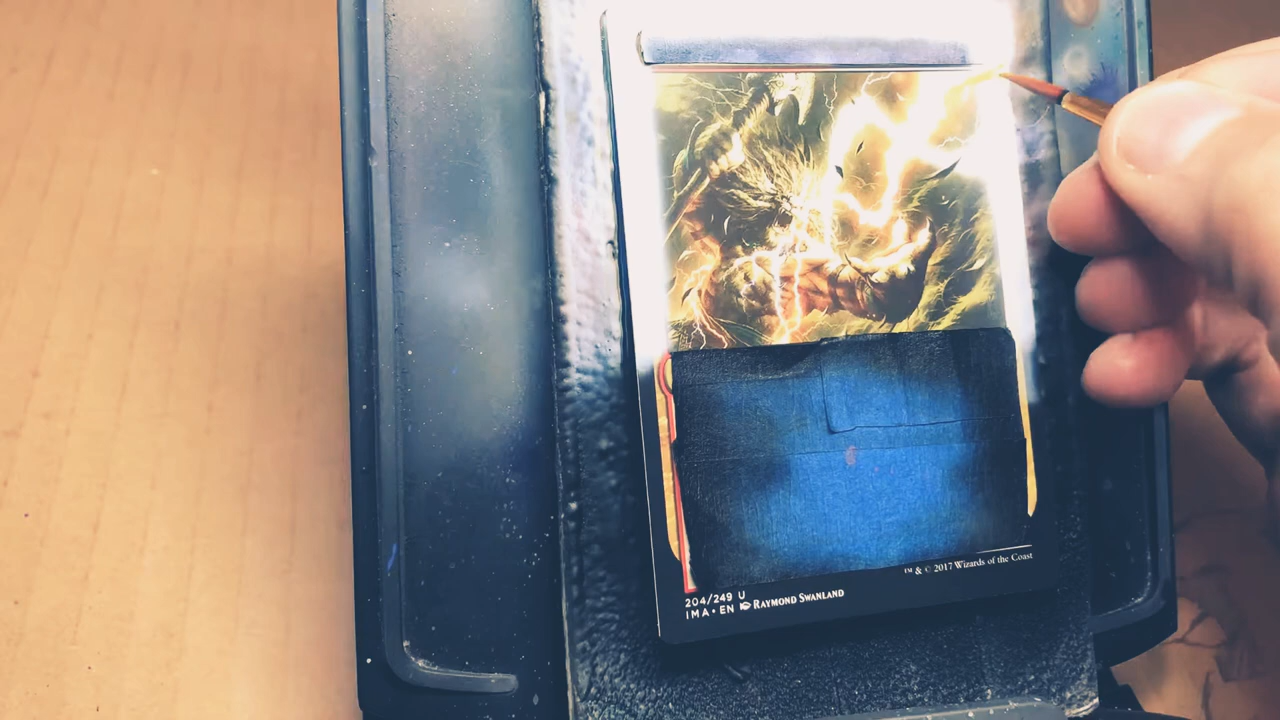 ™ & © 2017 Wizards of the Coast
204/249 U
IMA • EN RAYMOND SWANLAND